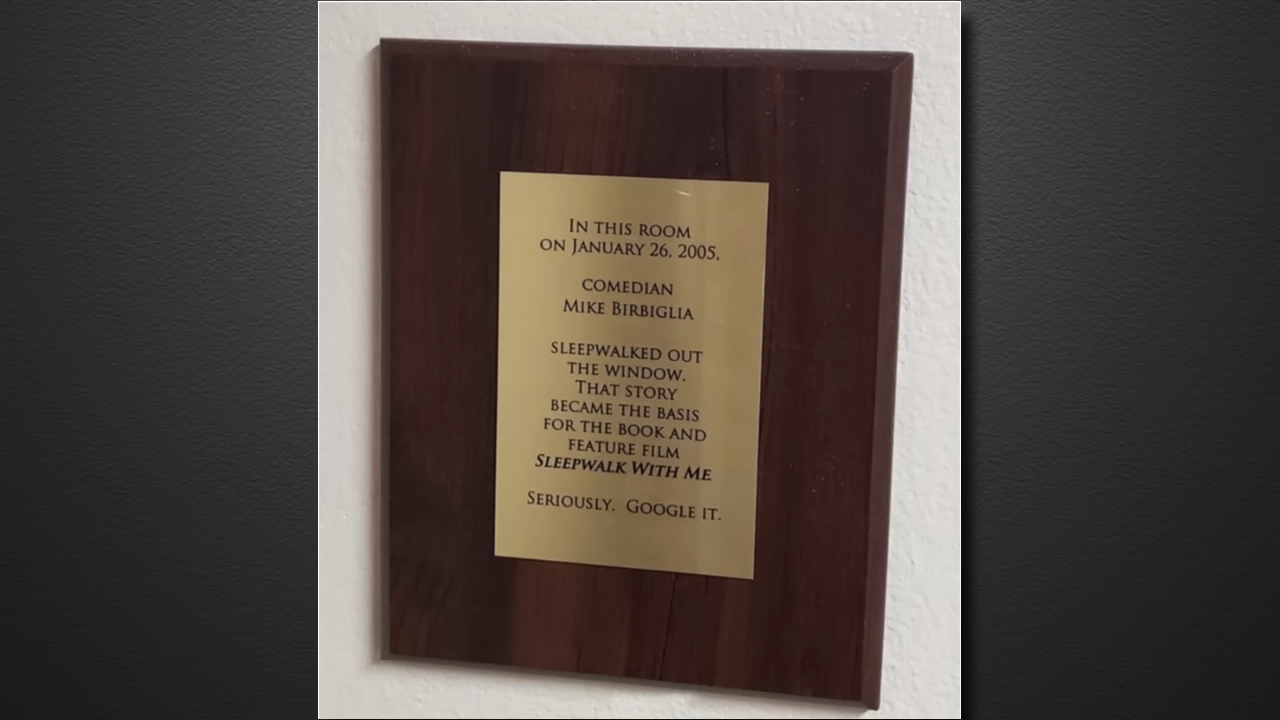 In this room
on January 26, 2005,
comedian
Mike Birbiglia
sleepwalked out
the window.
That story
became the basis
for the book and
feature film
Sleepwalk With Me
Seriously. Google it.